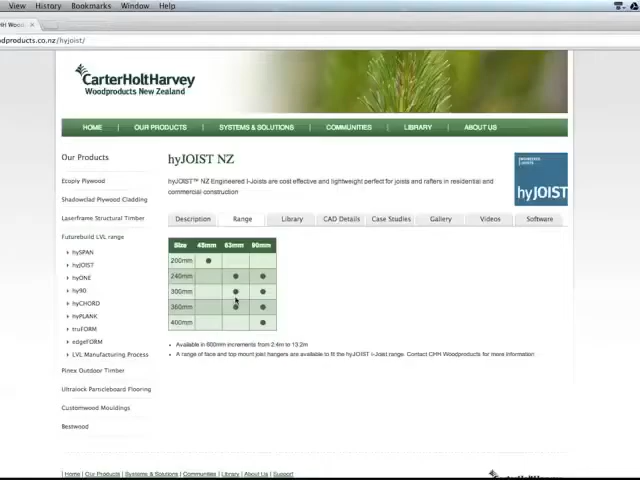 View History Bookmarks Window Help
CHH Wood
dproducts.co.nz/hyjoist/
CarterHoltHarvey
Woodproducts New Zealand
HOME | OUR PRODUCTS | SYSTEMS & SOLUTIONS | COMMUNITIES | LIBRARY | ABOUT US
Our Products
Ecoply Plywood
Shadowclad Plywood Cladding
Laserframe Structural Timber
Futurebuild LVL range
hySPAN
hyJOIST
hyONE
hy90
hyCHORD
hyPLANK
truFORM
edgeFORM
LVL Manufacturing Process
Pinex Outdoor Timber
Ultralock Particleboard Flooring
Customwood Mouldings
Bestwood
hyJOIST NZ
hyJOIST™ NZ Engineered I-Joists are cost effective and lightweight perfect for joists and rafters in residential and
commercial construction
hyJOIST
Description Range Library CAD Details Case Studies Gallery Videos Software
Size 45mm 63mm 90mm
200mm
240mm
300mm
360mm
400mm
Available in 600mm increments from 2.4m to 13.2m
A range of face and top mount joist hangers are available to fit the hyJOIST I-Joist range. Contact CHH Woodproducts for more information
| Home | Our Products | Systems & Solutions | Communities | Library | About Us | Support
CarterHoltHarvey